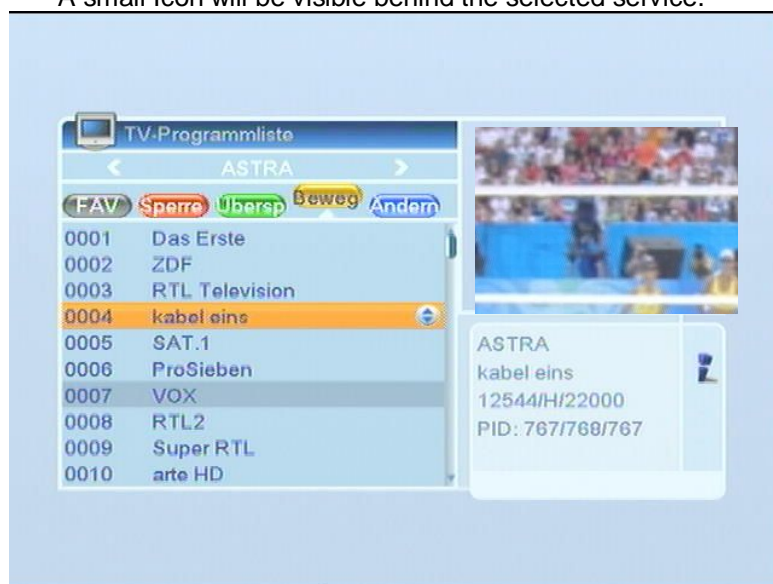 A small Icon will be visible behind the selected service.
TV-Programmliste
ASTRA
FAV Sperre Übersp Beweg Ändern
0001 Das Erste
0002 ZDF
0003 RTL Television
0004 kabel eins
0005 SAT.1
0006 ProSieben
0007 VOX
0008 RTL2
0009 Super RTL
0010 arte HD
ASTRA
kabel eins
12544/H/22000
PID: 767/768/767